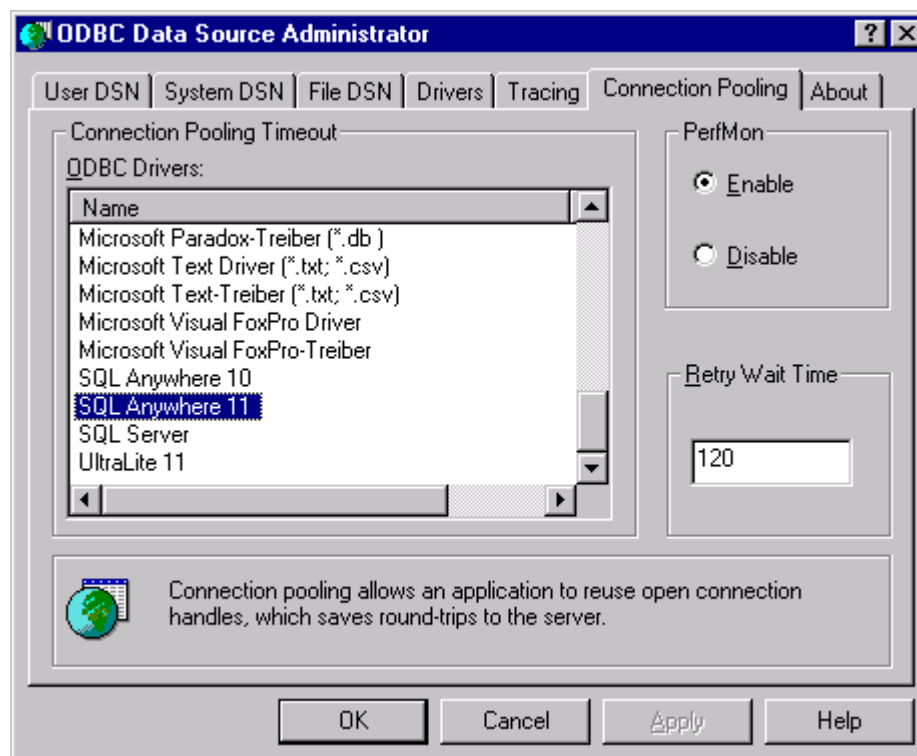 ODBC Data Source Administrator
User DSN System DSN File DSN Drivers Tracing Connection Pooling About
Connection Pooling Timeout
ODBC Drivers:
Name
Microsoft Paradox-Treiber (*.db )
Microsoft Text Driver (*.txt; *.csv)
Microsoft Text-Treiber (*.txt; *.csv)
Microsoft Visual FoxPro Driver
Microsoft Visual FoxPro-Treiber
SQL Anywhere 10
SQL Anywhere 11
SQL Server
UltraLite 11
PerfMon
Enable
Disable
Retry Wait Time
120
Connection pooling allows an application to reuse open connection
handles, which saves round-trips to the server.
OK Cancel Apply Help